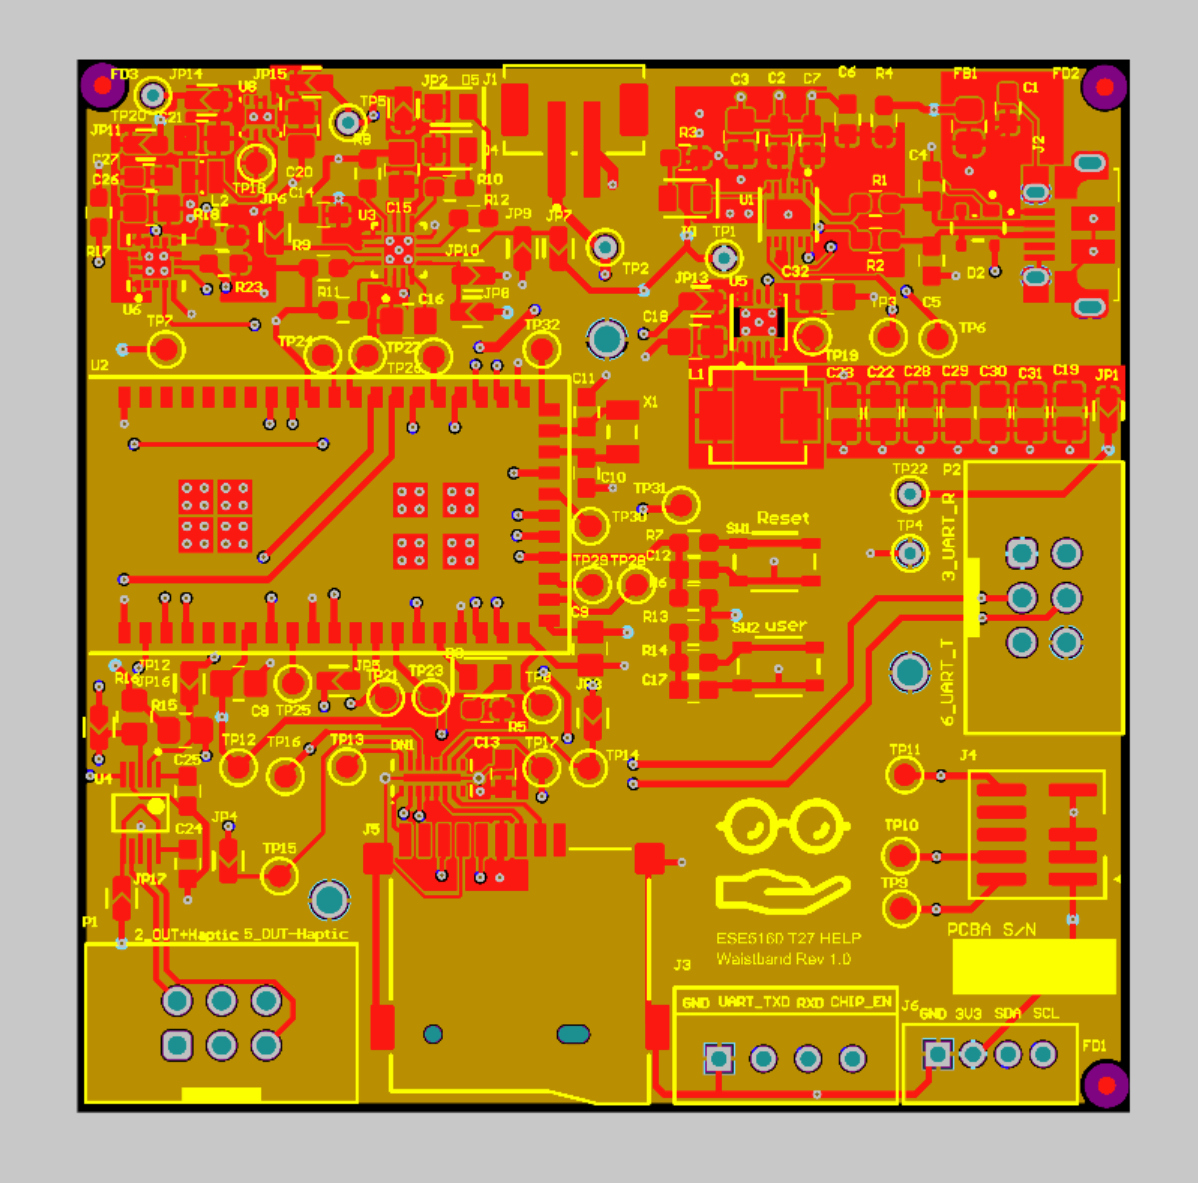 FD3
JP14
JP15
U8
TP5
JP2
D5
J1
C3
C2
C7
C6
R4
FB1
FD2
C1
TP20
JP11
R3
J2
C27
C26
TP18
C20
C14
R10
C4
R1
JP6
U3
C15
R12
U1
R18
R9
JP9
JP7
TP1
R17
JP10
TP2
R2
D2
R23
R11
C16
JP8
JP13
U5
C32
U6
TP7
TP32
C18
TP3
C5
TP6
TP24
TP27
TP26
TP19
U2
L1
C23
C22
C28
C29
C30
C31
C19
JP1
C11
X1
C10
TP31
TP22
P2
TP30
Reset
SW1
R7
TP4
3_UART_R
C12
TP29
TP28
C9
R13
SW2
user
R14
C17
6_UART_T
JP12
JP16
R16
JP5
TP21
TP23
TP8
C8
TP25
R15
R5
TP12
TP16
TP13
DN1
C13
TP17
TP14
TP11
J4
U4
C25
JP4
J5
TP10
C24
TP15
JP17
TP9
P1
2_OUT+Haptic
5_OUT-Haptic
ESE5160 T27 HELP
Waistband Rev 1.0
PCBA S/N
J3
GND UART_TXD RXD CHIP_EN
J6
GND 3V3 SDA SCL
FD1